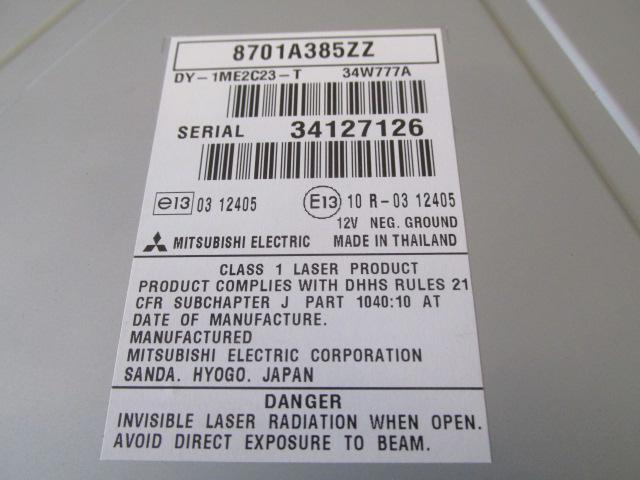 8701A385ZZ
DY-1ME2C23-T 34W777A
SERIAL 34127126
e13 03 12405 E13 10 R-03 12405
12V NEG. GROUND
MITSUBISHI ELECTRIC MADE IN THAILAND
CLASS 1 LASER PRODUCT
PRODUCT COMPLIES WITH DHHS RULES 21
CFR SUBCHAPTER J PART 1040:10 AT
DATE OF MANUFACTURE.
MANUFACTURED
MITSUBISHI ELECTRIC CORPORATION
SANDA. HYOGO. JAPAN
DANGER
INVISIBLE LASER RADIATION WHEN OPEN.
AVOID DIRECT EXPOSURE TO BEAM.